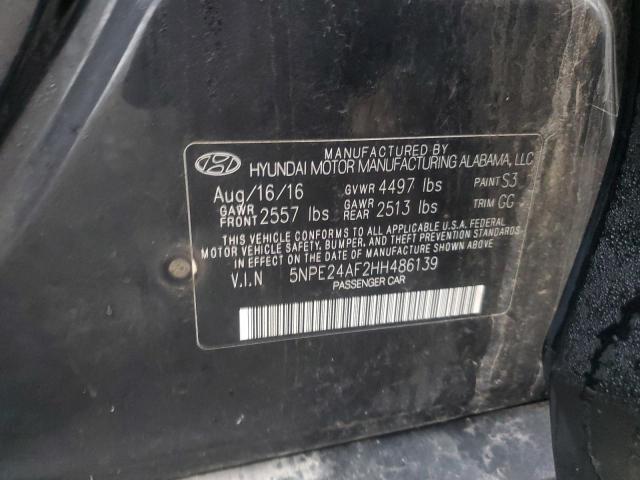 MANUFACTURED BY
HYUNDAI MOTOR MANUFACTURING ALABAMA, LLC
Aug/16/16 GVWR 4497 lbs PAINT S3
GAWR FRONT 2557 lbs GAWR REAR 2513 lbs TRIM GG
THIS VEHICLE CONFORMS TO ALL APPLICABLE U.S.A. FEDERAL
MOTOR VEHICLE SAFETY, BUMPER, AND THEFT PREVENTION STANDARDS
IN EFFECT ON THE DATE OF MANUFACTURE SHOWN ABOVE
V.I.N 5NPE24AF2HH486139
PASSENGER CAR